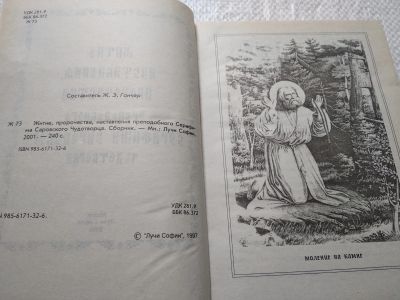 УДК 281.9
ББК 86.372
Ж 73
Составитель Ж. Э. Гончар
Ж 73 Житие, пророчества, наставления преподобного Серафи-
ма Саровского Чудотворца. Сборник. — Мн.: Лучи Софии,
2001. — 240 с.
ISBN 985-6171-32-6
УДК 281.9
ББК 86.372
985-6171-32-6.
© "Лучи Софии", 1997
МОЛЕНИЕ НА КАМНЕ